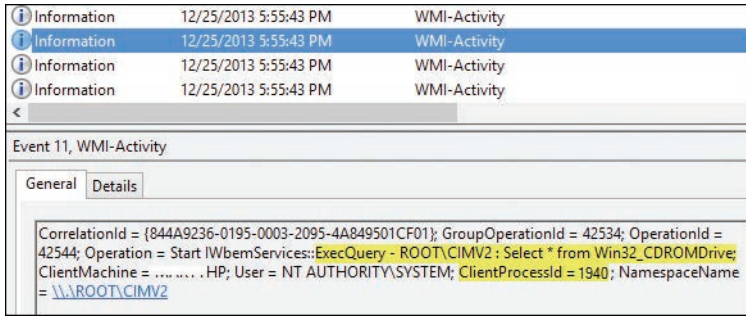 Information 12/25/2013 5:55:43 PM WMI-Activity
Information 12/25/2013 5:55:43 PM WMI-Activity
Information 12/25/2013 5:55:43 PM WMI-Activity
Information 12/25/2013 5:55:43 PM WMI-Activity
Event 11, WMI-Activity
General Details
CorrelationId = {844A9236-0195-0003-2095-4A849501CF01}; GroupOperationId = 42534; OperationId =
42544; Operation = Start IWbemServices::ExecQuery - ROOT\CIMV2 : Select * from Win32_CDROMDrive;
ClientMachine = ........ . HP; User = NT AUTHORITY\SYSTEM; ClientProcessId = 1940; NamespaceName
= \\.\ROOT\CIMV2